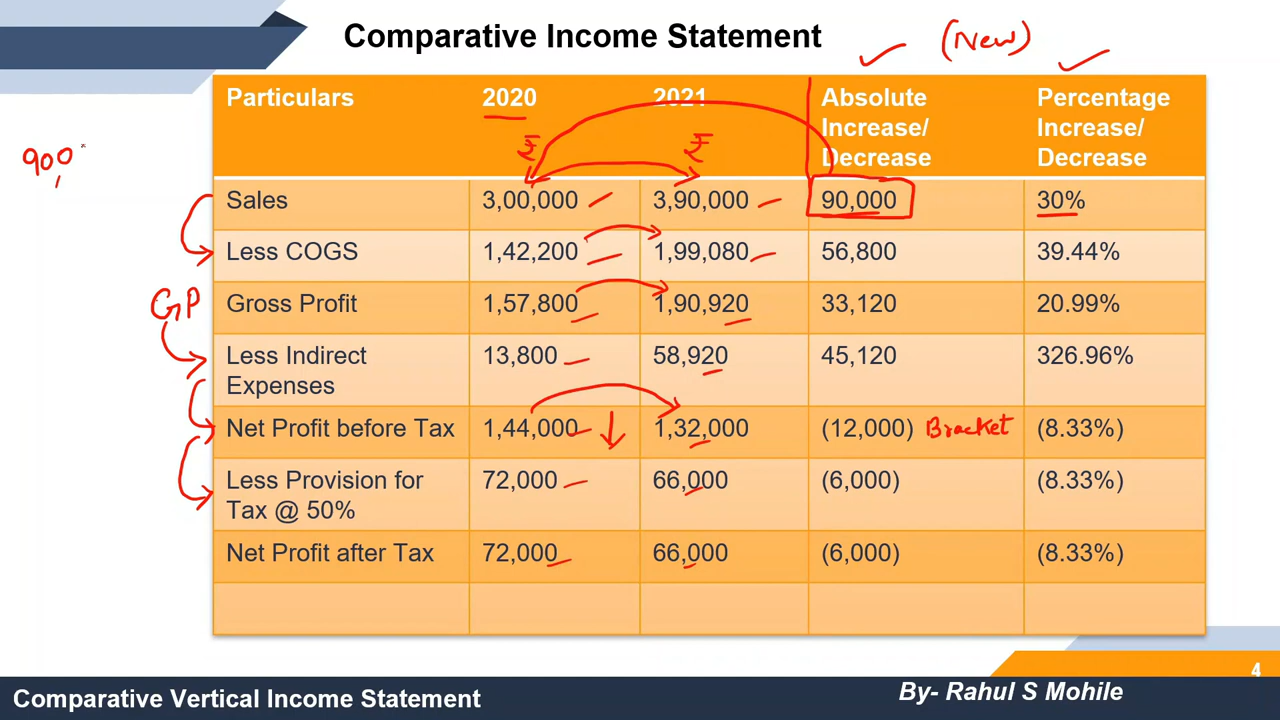 Comparative Income Statement
(New)
Particulars 2020 2021 Absolute Increase/ Decrease Percentage Increase/ Decrease
₹ ₹
900
Sales 3,00,000 3,90,000 90,000 30%
Less COGS 1,42,200 1,99,080 56,800 39.44%
GP
Gross Profit 1,57,800 1,90,920 33,120 20.99%
Less Indirect Expenses 13,800 58,920 45,120 326.96%
Net Profit before Tax 1,44,000 1,32,000 (12,000) Bracket (8.33%)
Less Provision for Tax @ 50% 72,000 66,000 (6,000) (8.33%)
Net Profit after Tax 72,000 66,000 (6,000) (8.33%)
4
Comparative Vertical Income Statement
By- Rahul S Mohile